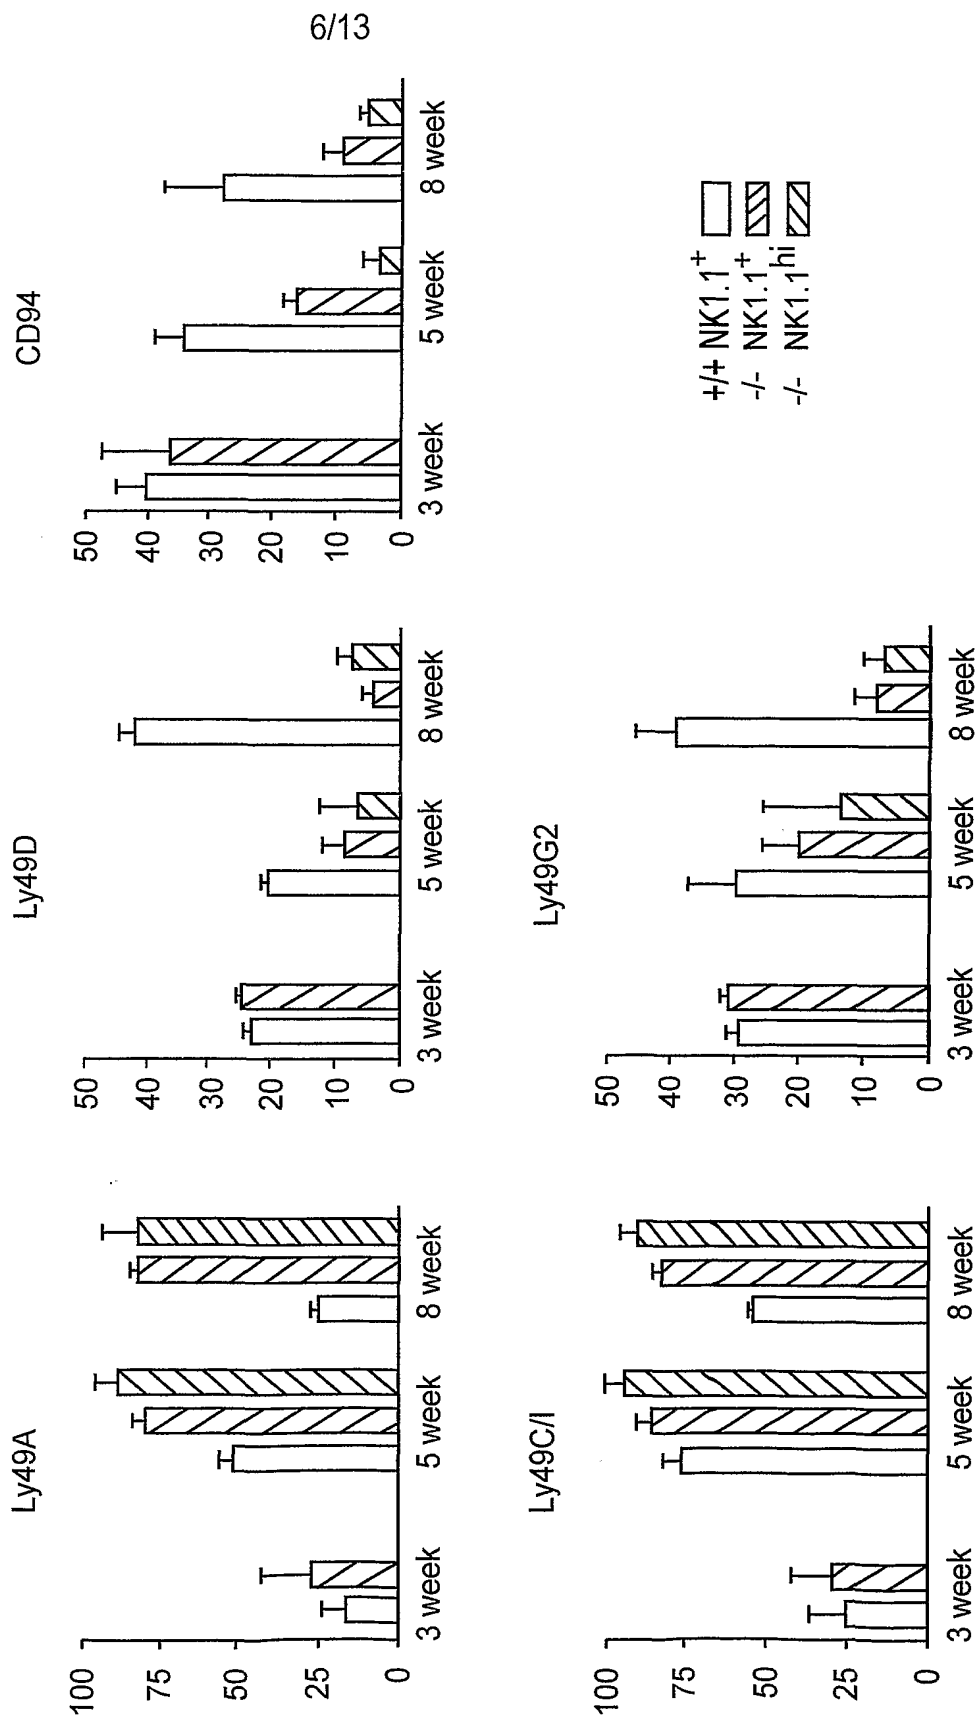 6/13
Ly49A
100
75
50
25
0
3 week
5 week
8 week
Ly49D
50
40
30
20
10
0
3 week
5 week
8 week
CD94
50
40
30
20
10
0
3 week
5 week
8 week
Ly49C/I
100
75
50
25
0
3 week
5 week
8 week
Ly49G2
50
40
30
20
10
0
3 week
5 week
8 week
+/+ NK1.1+
-/- NK1.1+
-/- NK1.1hi